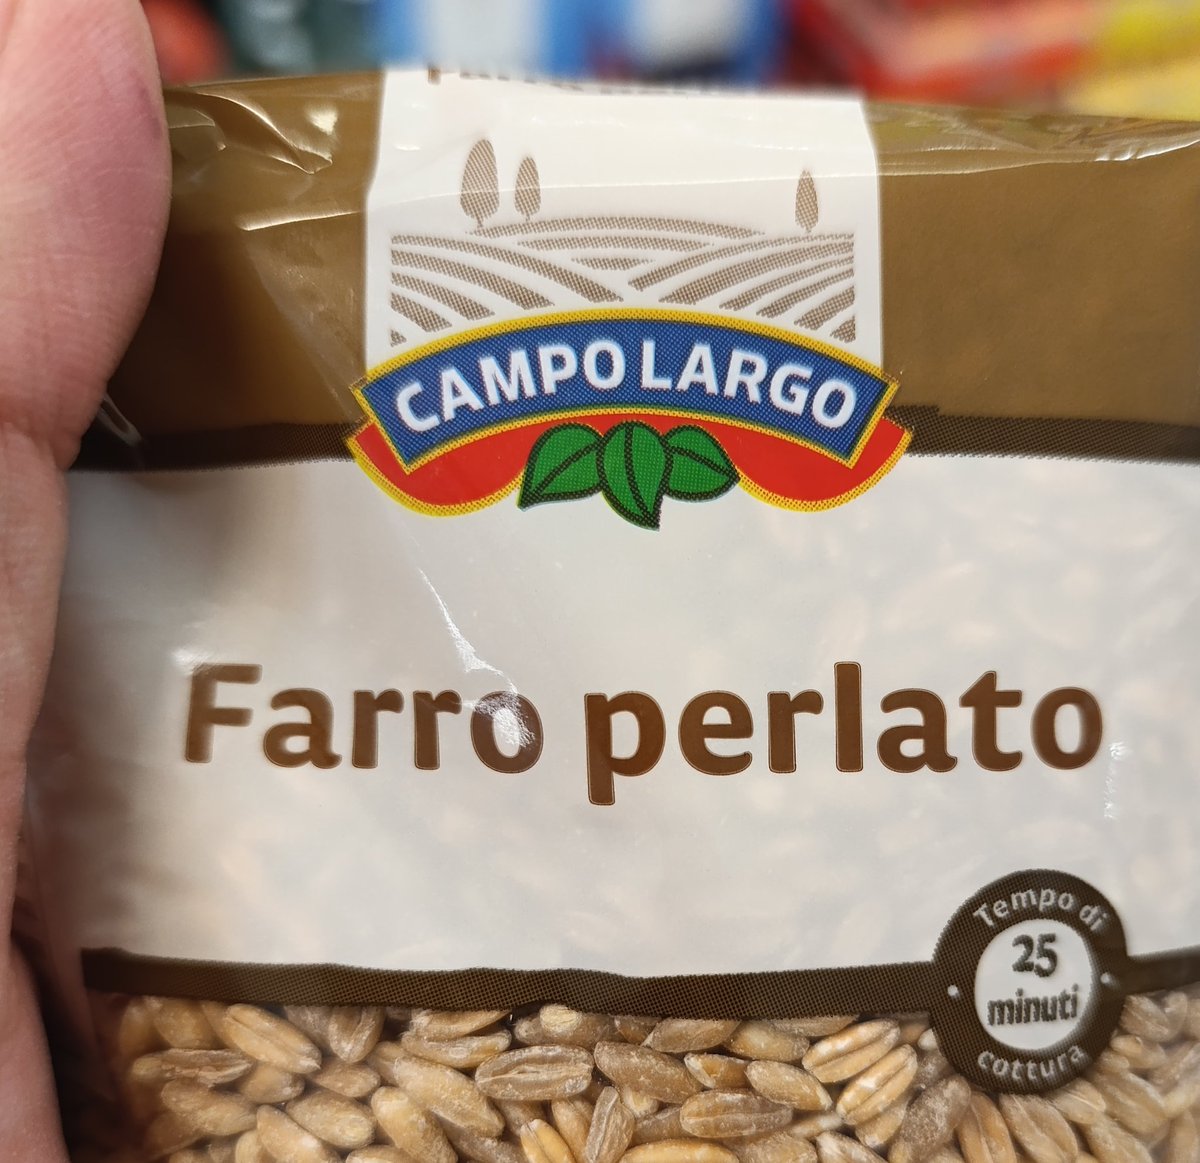 CAMPO LARGO
Farro perlato
Tempo di
25
minuti
cottura